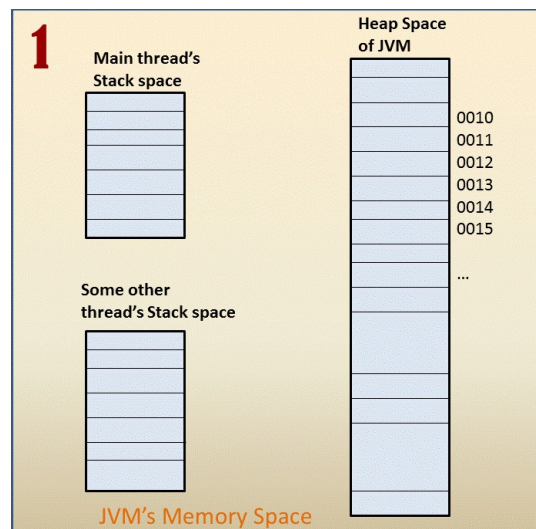 1
Main thread's
Stack space
Heap Space
of JVM
0010
0011
0012
0013
0014
0015
...
Some other
thread's Stack space
JVM's Memory Space